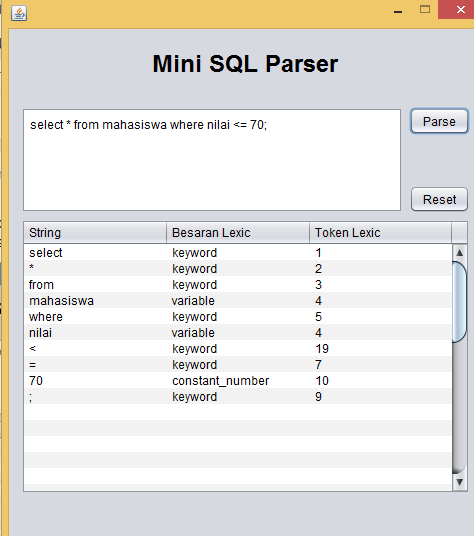 Mini SQL Parser
select * from mahasiswa where nilai <= 70;
Parse
Reset
String Besaran Lexic Token Lexic
select keyword 1
* keyword 2
from keyword 3
mahasiswa variable 4
where keyword 5
nilai variable 4
< keyword 19
= keyword 7
70 constant_number 10
; keyword 9